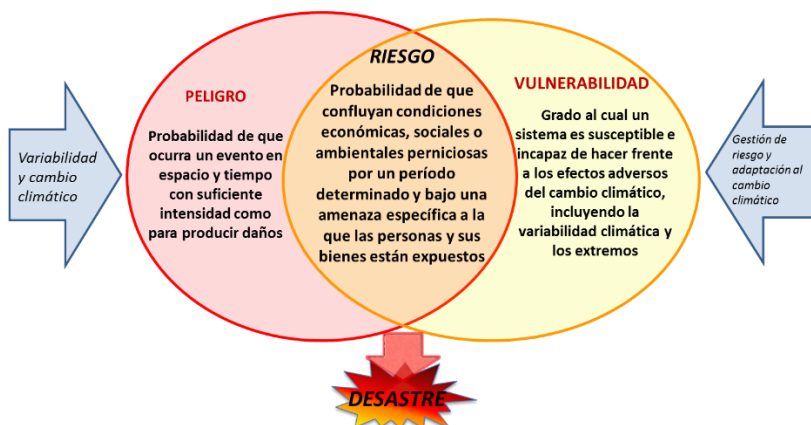 Variabilidad
y cambio
climático
PELIGRO
Probabilidad de que
ocurra un evento en
espacio y tiempo
con suficiente
intensidad como
para producir daños
RIESGO
Probabilidad de que
confluyan condiciones
económicas, sociales o
ambientales perniciosas
por un período
determinado y bajo una
amenaza específica a la
que las personas y sus
bienes están expuestos
VULNERABILIDAD
Grado al cual un
sistema es susceptible e
incapaz de hacer frente
a los efectos adversos
del cambio climático,
incluyendo la
variabilidad climática y
los extremos
Gestión de
riesgo y
adaptación al
cambio
climático
DESASTRE